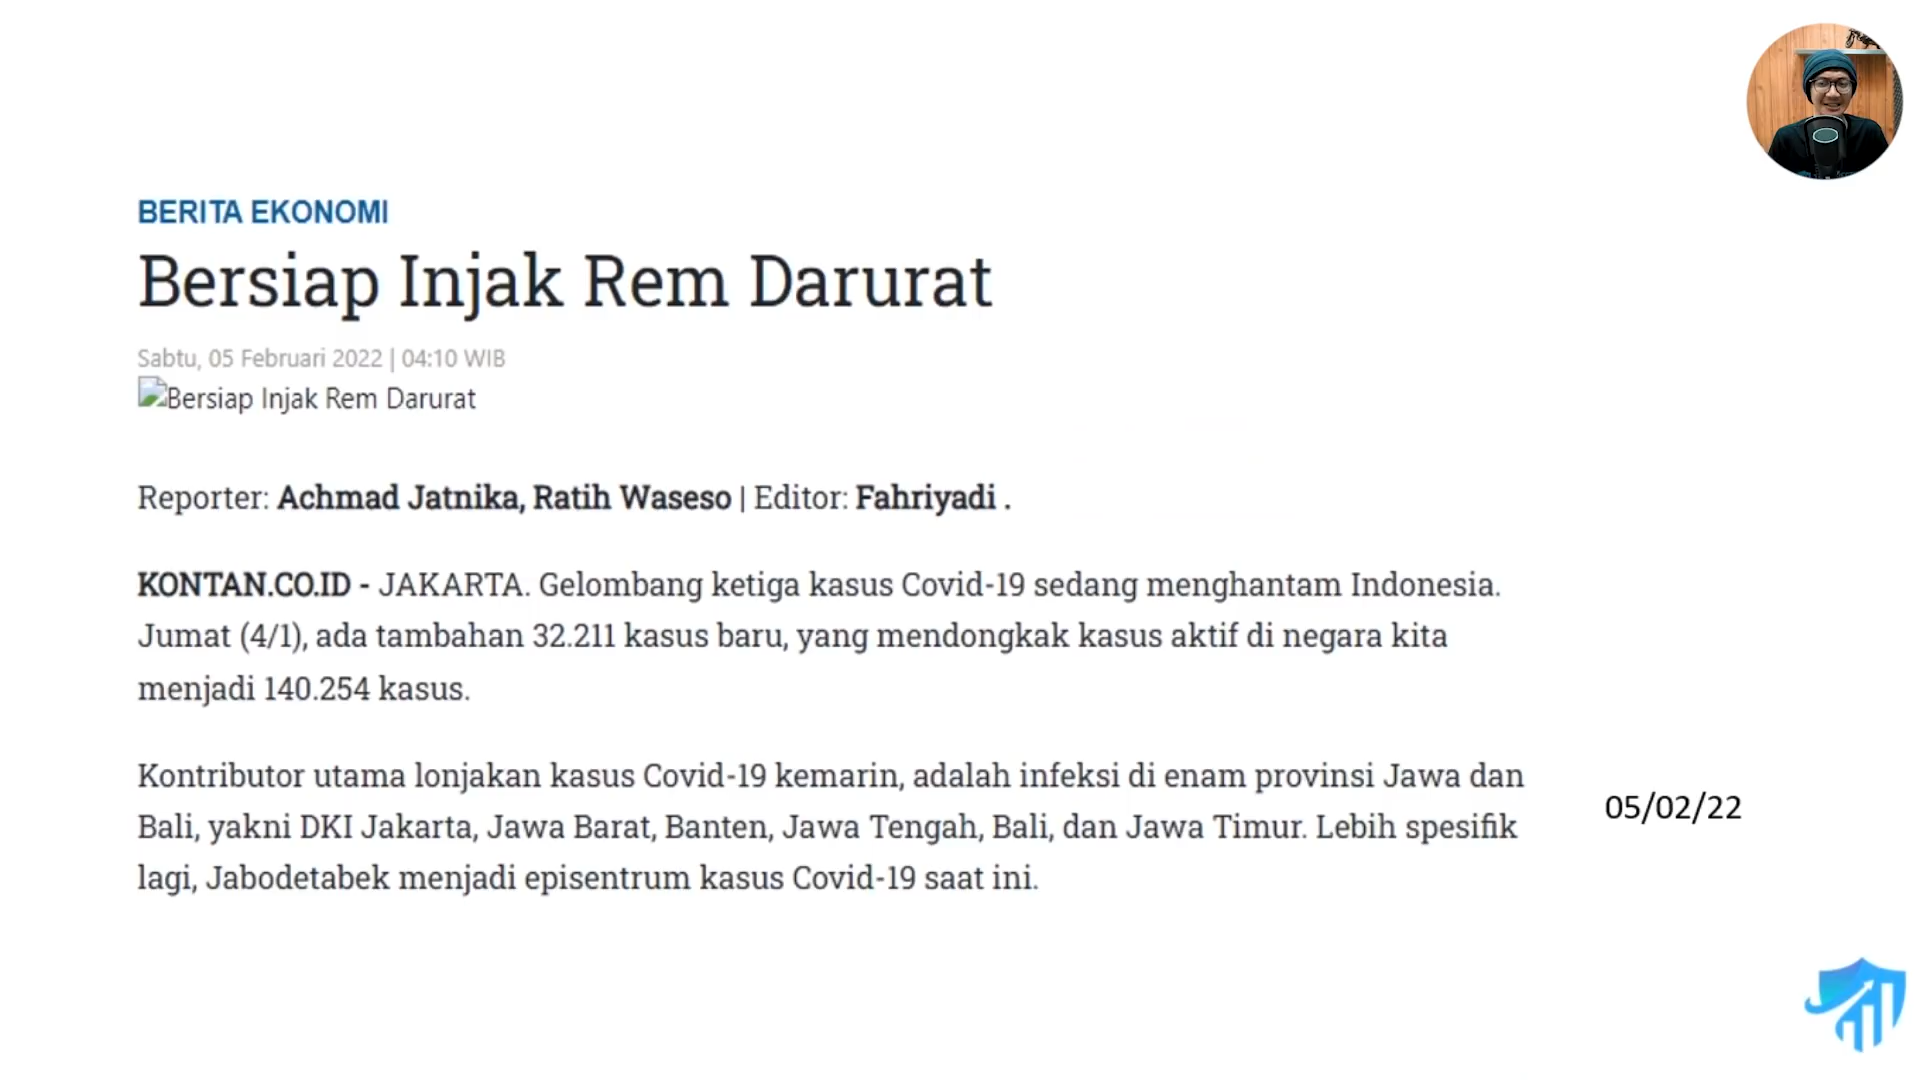 BERITA EKONOMI
Bersiap Injak Rem Darurat
Sabtu, 05 Februari 2022 | 04:10 WIB
Bersiap Injak Rem Darurat
Reporter: Achmad Jatnika, Ratih Waseso | Editor: Fahriyadi .
KONTAN.CO.ID - JAKARTA. Gelombang ketiga kasus Covid-19 sedang menghantam Indonesia.
Jumat (4/1), ada tambahan 32.211 kasus baru, yang mendongkak kasus aktif di negara kita
menjadi 140.254 kasus.
Kontributor utama lonjakan kasus Covid-19 kemarin, adalah infeksi di enam provinsi Jawa dan
Bali, yakni DKI Jakarta, Jawa Barat, Banten, Jawa Tengah, Bali, dan Jawa Timur. Lebih spesifik
lagi, Jabodetabek menjadi episentrum kasus Covid-19 saat ini.
05/02/22